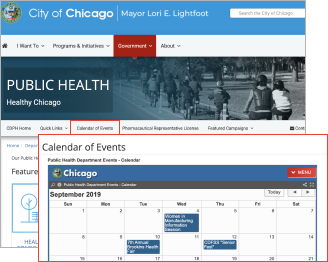 City of Chicago | Mayor Lori E. Lightfoot
Search the City of Chicago
I Want To
Programs & Initiatives
Government
About
PUBLIC HEALTH
Healthy Chicago
CDPH Home
Quick Links
Calendar of Events
Pharmaceutical Representative License
Featured Campaigns
Cont
Home
Depar
Our Public H
Feature
HEAL
Calendar of Events
Public Health Department Events - Calendar
Chicago
MENU
Public Health Department Events - Calendar
September 2019
Today
Sun Mon Tue Wed Thu Fri Sat
1 2 3 4 5 6 7
Women in
Manufacturing
Information
Session
8 9 10 11 12 13 14
7th Annual
Brookins Health
Fair
CDFSS "Senior
Fest"
15 16 17 18 19 20 21